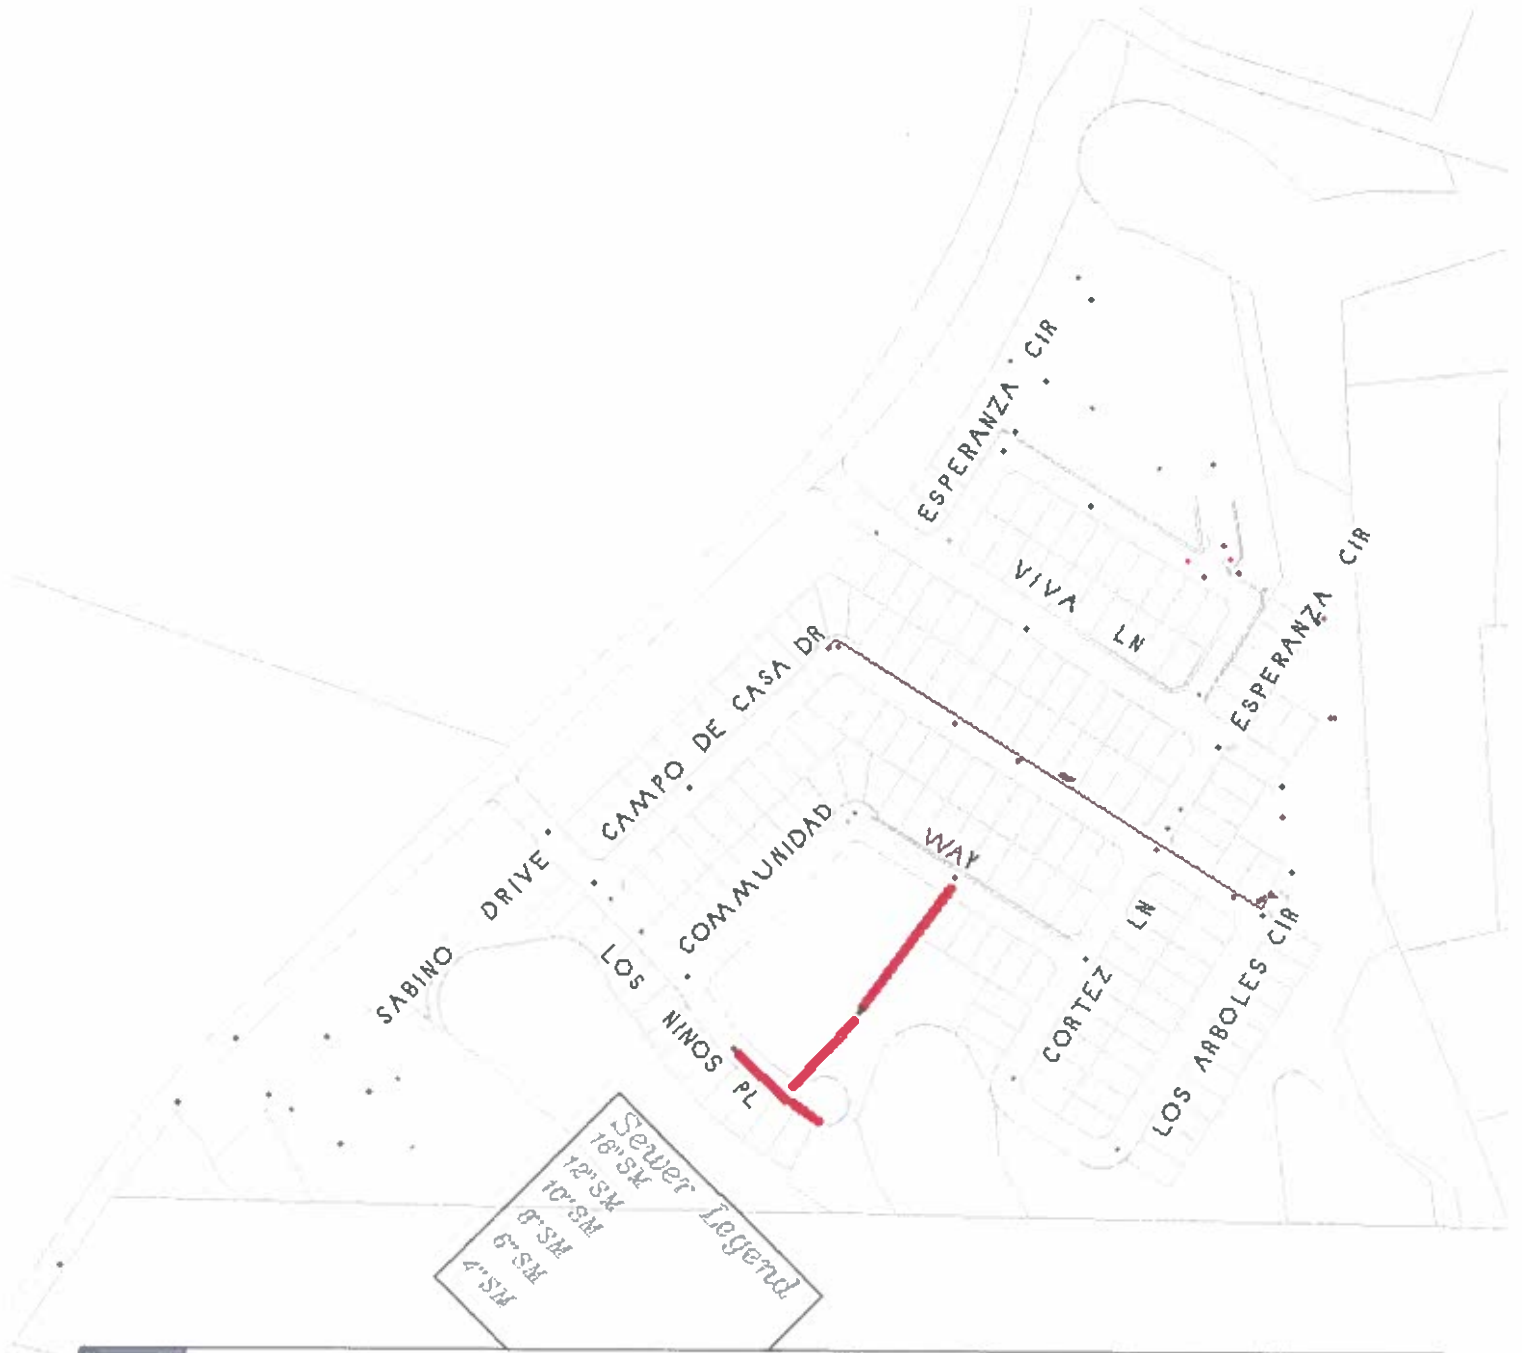 ESPERANZA CIR
VIVA LN
ESPERANZA CIR
CAMPO DE CASA DR
COMMUNIDAD WAY
SABINO DRIVE
LOS NINOS PL
CORTEZ LN
LOS ARBOLES CIR
Sewer Legend
18"SM
12"SM
10"SM
8"SM
6"SM
4"SM